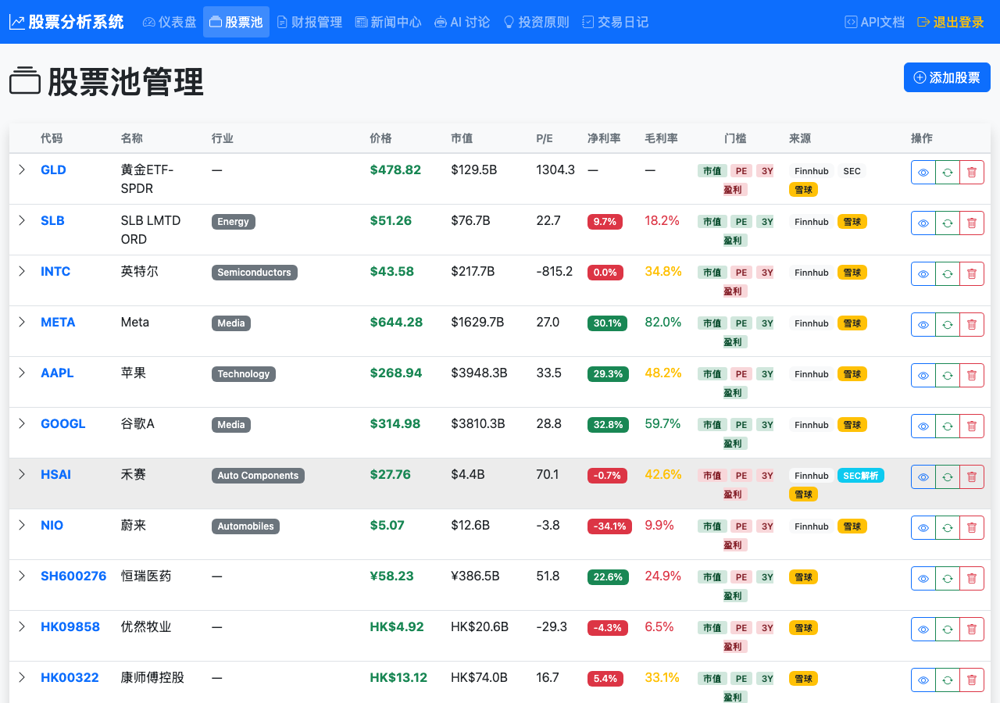 股票分析系统 仪表盘 股票池 财报管理 新闻中心 AI 讨论 投资原则 交易日记 API文档 退出登录
股票池管理 添加股票
代码 名称 行业 价格 市值 P/E 净利率 毛利率 门槛 来源 操作
GLD 黄金ETF- — $478.82 $129.5B 1304.3 — — 市值 PE 3Y Finnhub SEC
SPDR 盈利 雪球
SLB SLB LMTD Energy $51.26 $76.7B 22.7 9.7% 18.2% 市值 PE 3Y Finnhub 雪球
ORD 盈利
INTC 英特尔 Semiconductors $43.58 $217.7B -815.2 0.0% 34.8% 市值 PE 3Y Finnhub 雪球
盈利
META Meta Media $644.28 $1629.7B 27.0 30.1% 82.0% 市值 PE 3Y Finnhub 雪球
盈利
AAPL 苹果 Technology $268.94 $3948.3B 33.5 29.3% 48.2% 市值 PE 3Y Finnhub 雪球
盈利
GOOGL 谷歌A Media $314.98 $3810.3B 28.8 32.8% 59.7% 市值 PE 3Y Finnhub 雪球
盈利
HSAI 禾赛 Auto Components $27.76 $4.4B 70.1 -0.7% 42.6% 市值 PE 3Y Finnhub SEC解析
盈利 雪球
NIO 蔚来 Automobiles $5.07 $12.6B -3.8 -34.1% 9.9% 市值 PE 3Y Finnhub 雪球
盈利
SH600276 恒瑞医药 — ¥58.23 ¥386.5B 51.8 22.6% 24.9% 市值 PE 3Y 雪球
盈利
HK09858 优然牧业 — HK$4.92 HK$20.6B -29.3 -4.3% 6.5% 市值 PE 3Y 雪球
盈利
HK00322 康师傅控股 — HK$13.12 HK$74.0B 16.7 5.4% 33.1% 市值 PE 3Y 雪球
盈利